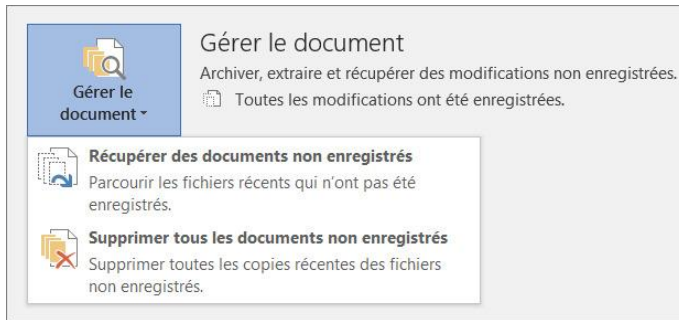 Gérer le document
Archiver, extraire et récupérer des modifications non enregistrées.
Toutes les modifications ont été enregistrées.
Gérer le
document
Récupérer des documents non enregistrés
Parcourir les fichiers récents qui n'ont pas été
enregistrés.
Supprimer tous les documents non enregistrés
Supprimer toutes les copies récentes des fichiers
non enregistrés.